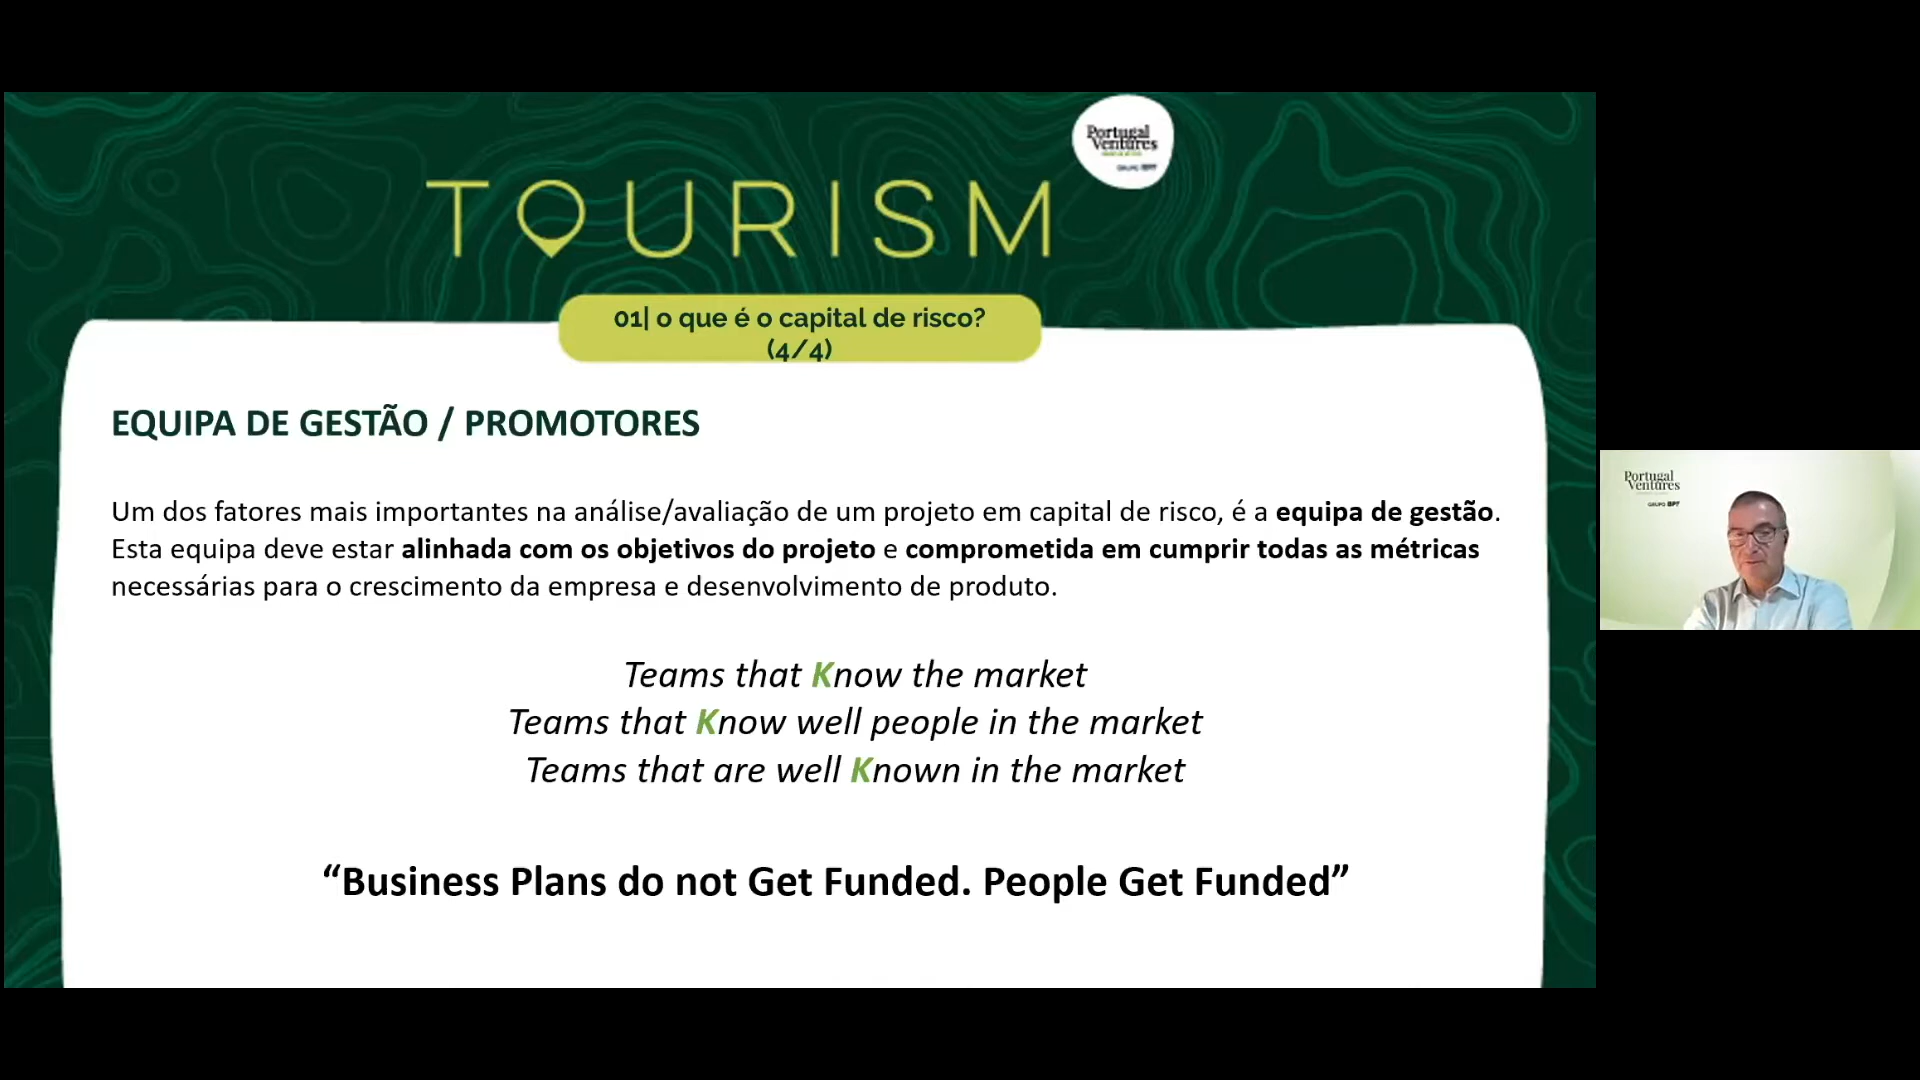 Portugal
Ventures
GRUPO BPF
TOURISM
01| o que é o capital de risco?
(4/4)
EQUIPA DE GESTÃO / PROMOTORES
Um dos fatores mais importantes na análise/avaliação de um projeto em capital de risco, é a equipa de gestão.
Esta equipa deve estar alinhada com os objetivos do projeto e comprometida em cumprir todas as métricas
necessárias para o crescimento da empresa e desenvolvimento de produto.
Teams that Know the market
Teams that Know well people in the market
Teams that are well Known in the market
“Business Plans do not Get Funded. People Get Funded”
Portugal
Ventures
GRUPO BPF